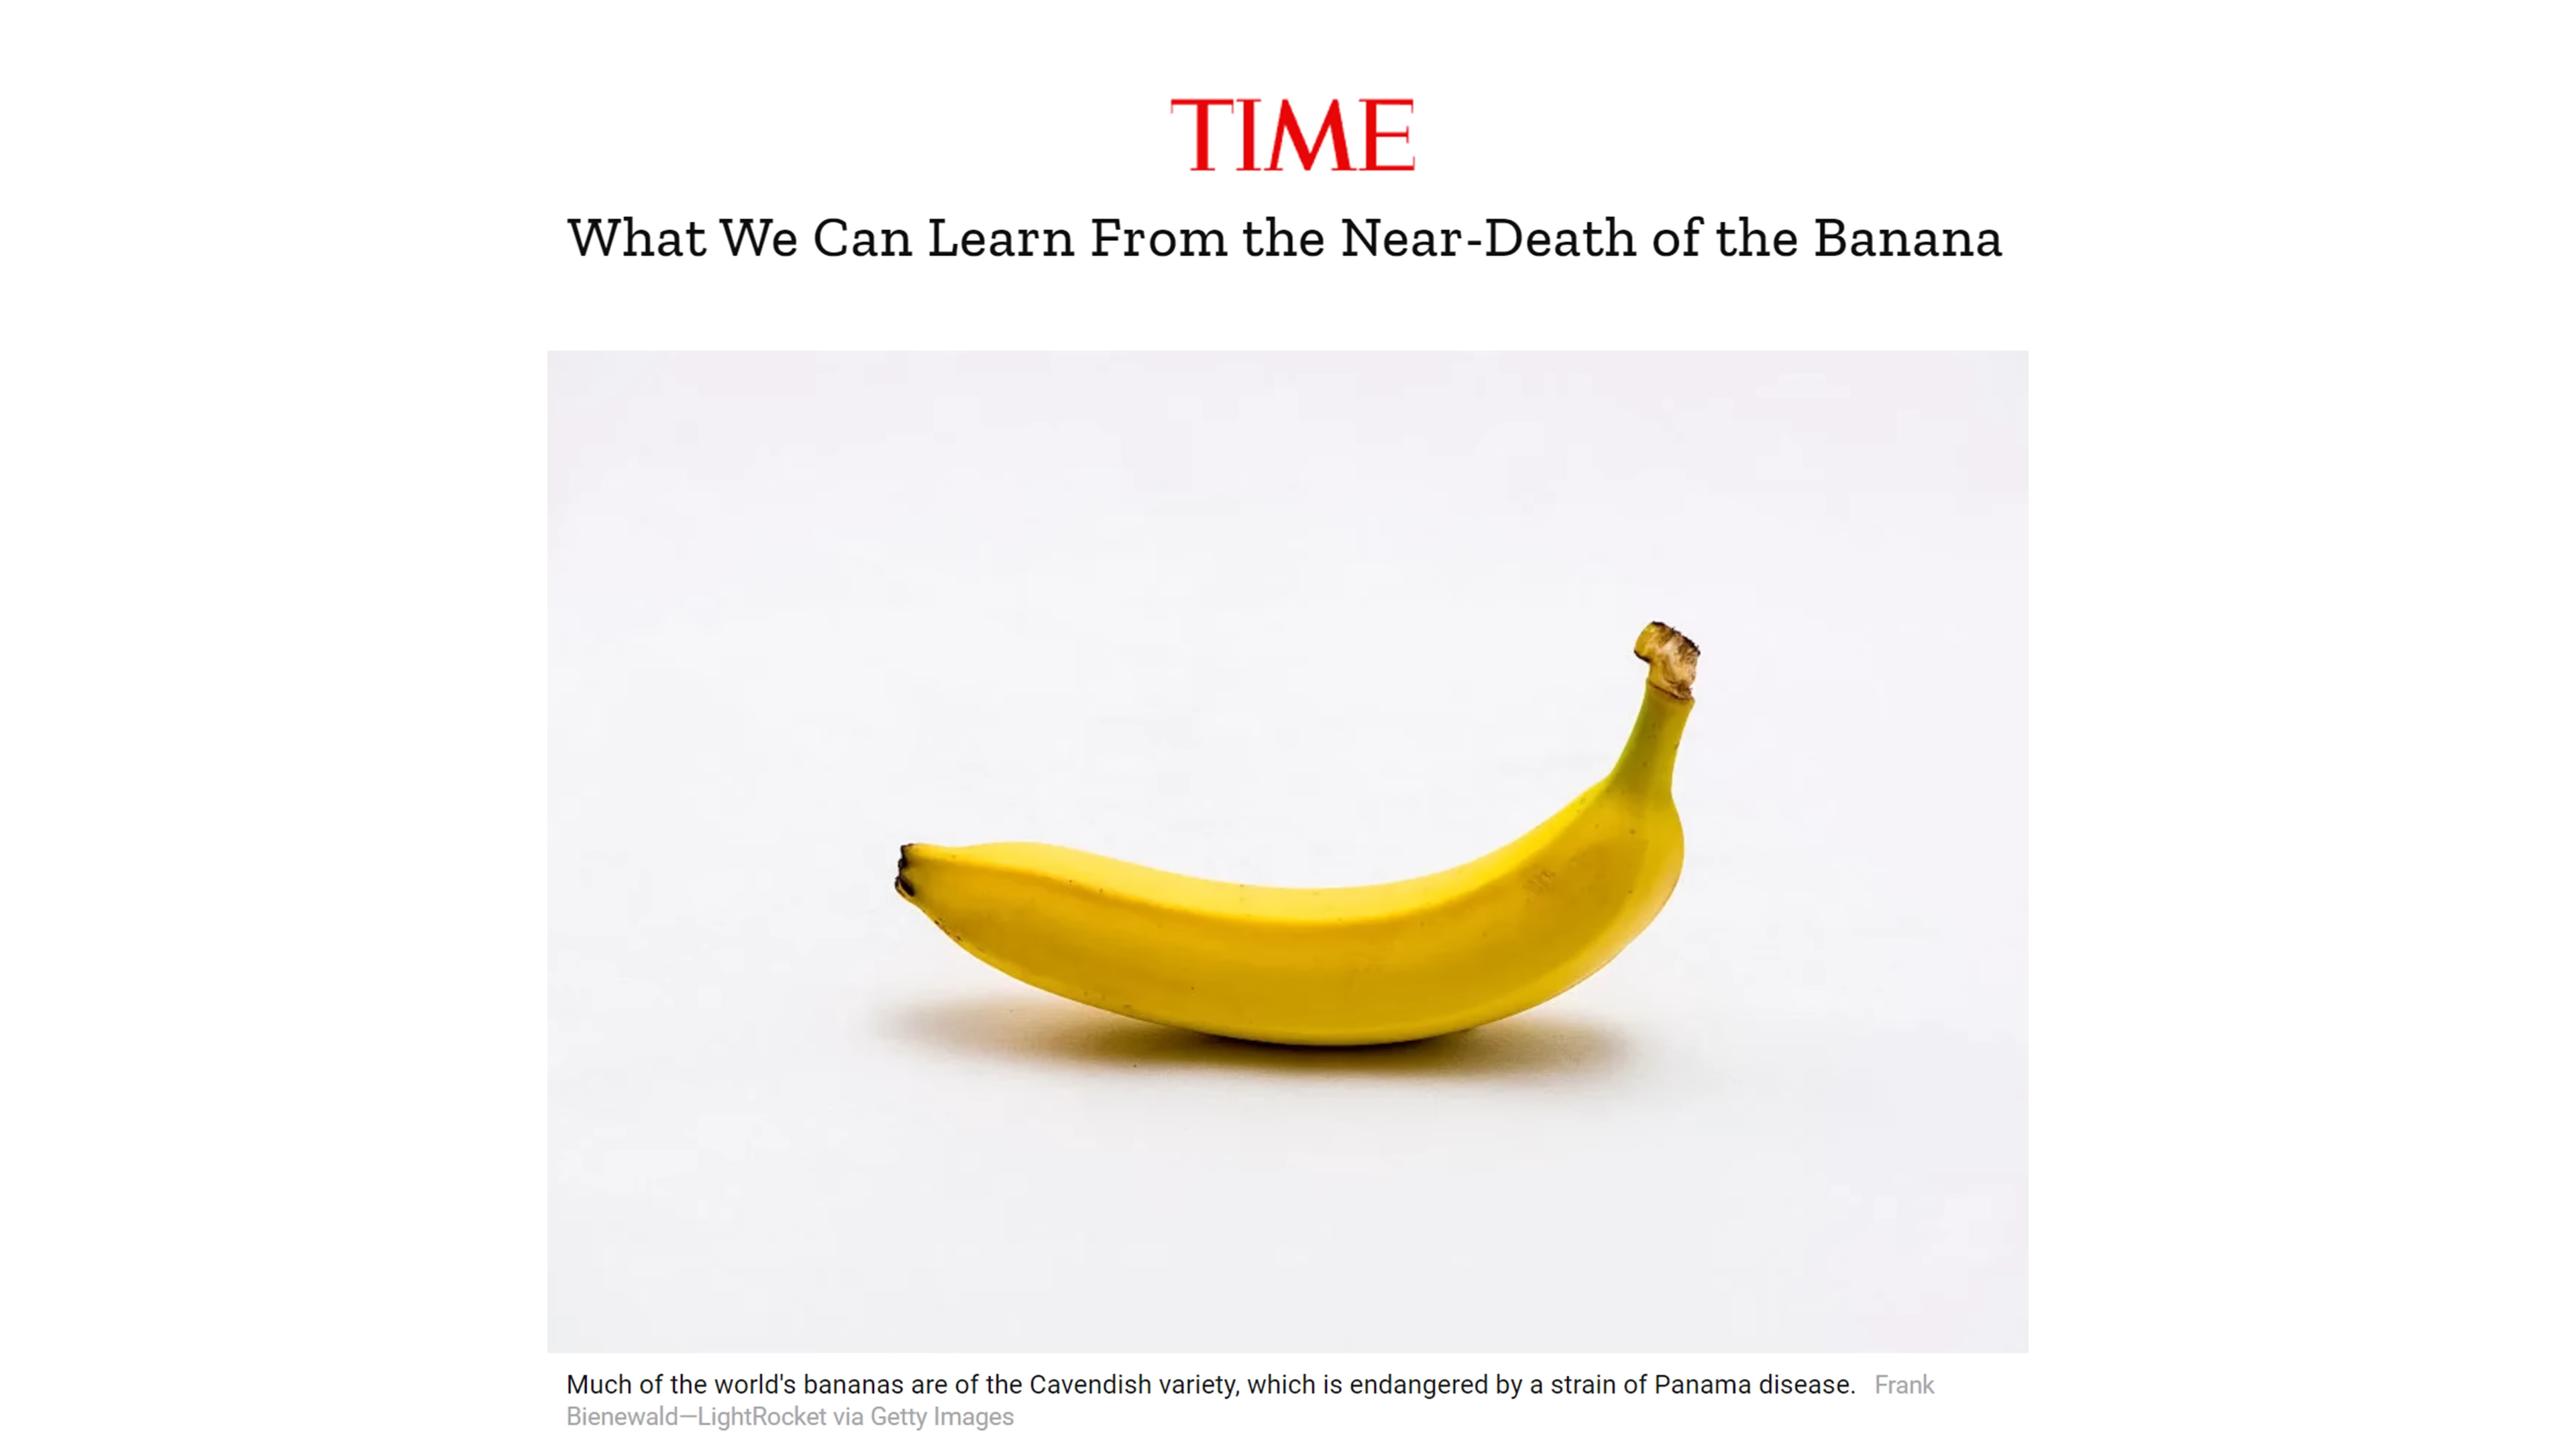 TIME
What We Can Learn From the Near-Death of the Banana
Much of the world's bananas are of the Cavendish variety, which is endangered by a strain of Panama disease. Frank
Bienewald—LightRocket via Getty Images